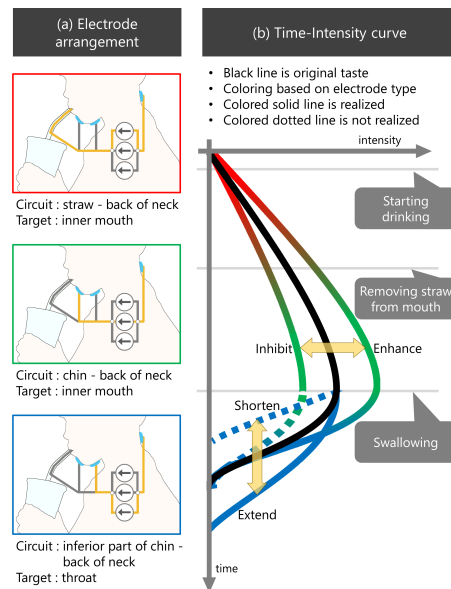 (a) Electrode
arrangement
Circuit : straw - back of neck
Target : inner mouth
Circuit : chin - back of neck
Target : inner mouth
Circuit : inferior part of chin -
back of neck
Target : throat
(b) Time-Intensity curve
• Black line is original taste
• Coloring based on electrode type
• Colored solid line is realized
• Colored dotted line is not realized
intensity
Starting
drinking
Removing straw
from mouth
Inhibit
Enhance
Shorten
Swallowing
Extend
time